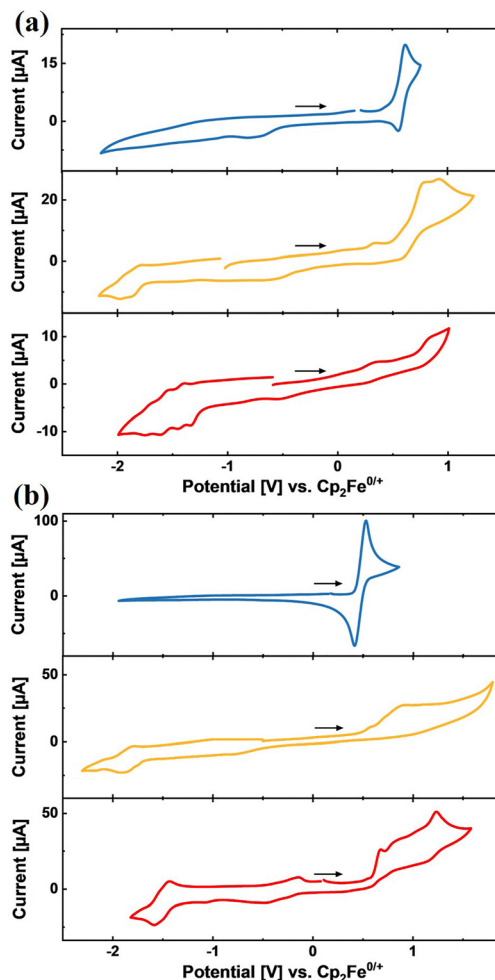 (a)
Current [µA]
15
0
Current [µA]
20
0
Current [µA]
10
0
-10
-2 -1 0 1
Potential [V] vs. Cp₂Fe⁰/⁺
(b)
Current [µA]
100
0
Current [µA]
50
0
Current [µA]
50
0
-2 -1 0 1
Potential [V] vs. Cp₂Fe⁰/⁺